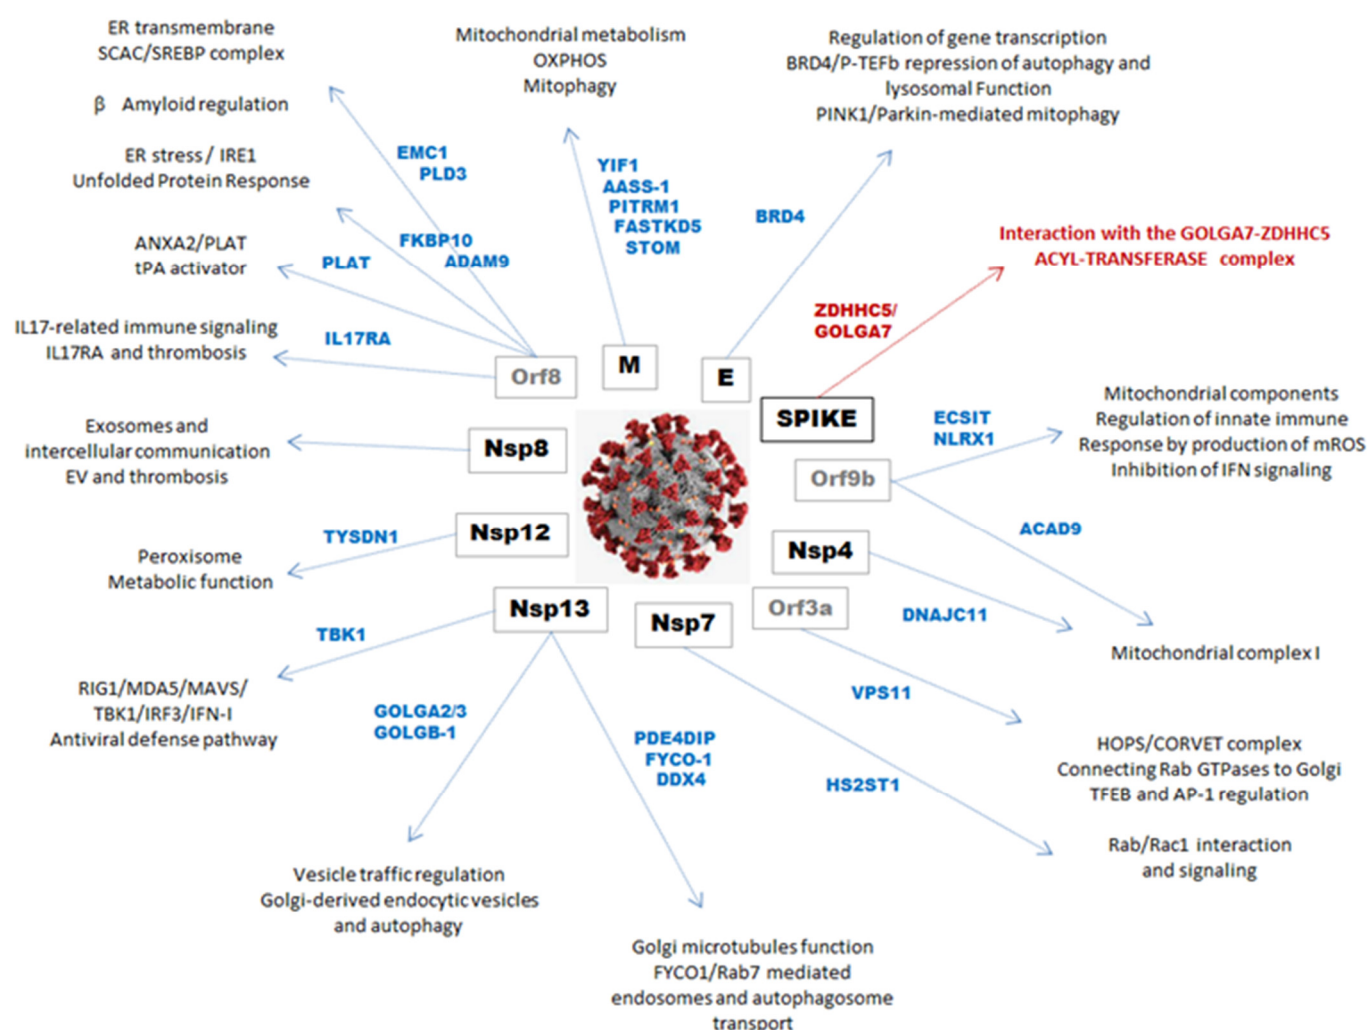 ER transmembrane
SCAC/SREBP complex
β Amyloid regulation
ER stress / IRE1
Unfolded Protein Response
ANXA2/PLAT
tPA activator
IL17-related immune signaling
IL17RA and thrombosis
Exosomes and
intercellular communication
EV and thrombosis
Peroxisome
Metabolic function
RIG1/MDA5/MAVS/
TBK1/IRF3/IFN-I
Antiviral defense pathway
Vesicle traffic regulation
Golgi-derived endocytic vesicles
and autophagy
Golgi microtubules function
FYCO1/Rab7 mediated
endosomes and autophagosome
transport
Mitochondrial metabolism
OXPHOS
Mitophagy
Regulation of gene transcription
BRD4/P-TEFb repression of autophagy and
lysosomal Function
PINK1/Parkin-mediated mitophagy
Interaction with the GOLGA7-ZDHHC5
ACYL-TRANSFERASE complex
Mitochondrial components
Regulation of innate immune
Response by production of mROS
Inhibition of IFN signaling
Mitochondrial complex I
HOPS/CORVET complex
Connecting Rab GTPases to Golgi
TFEB and AP-1 regulation
Rab/Rac1 interaction
and signaling
EMC1
PLD3
FKBP10
ADAM9
PLAT
IL17RA
TYSDN1
TBK1
GOLGA2/3
GOLGB-1
PDE4DIP
FYCO-1
DDX4
YIF1
AASS-1
PITRM1
FASTKD5
STOM
BRD4
ZDHHC5/
GOLGA7
ECSIT
NLRX1
ACAD9
DNAJC11
VPS11
HS2ST1
Orf8
M
E
SPIKE
Nsp8
Orf9b
Nsp12
Nsp4
Nsp13
Nsp7
Orf3a